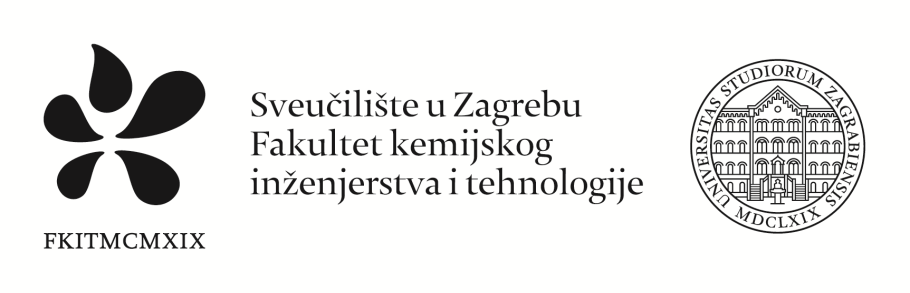 FKITMCMXIX
Sveučilište u Zagrebu
Fakultet kemijskog
inženjerstva i tehnologije
UNIVERSITAS STUDIORUM ZAGRABIENSIS
MDCLXIX